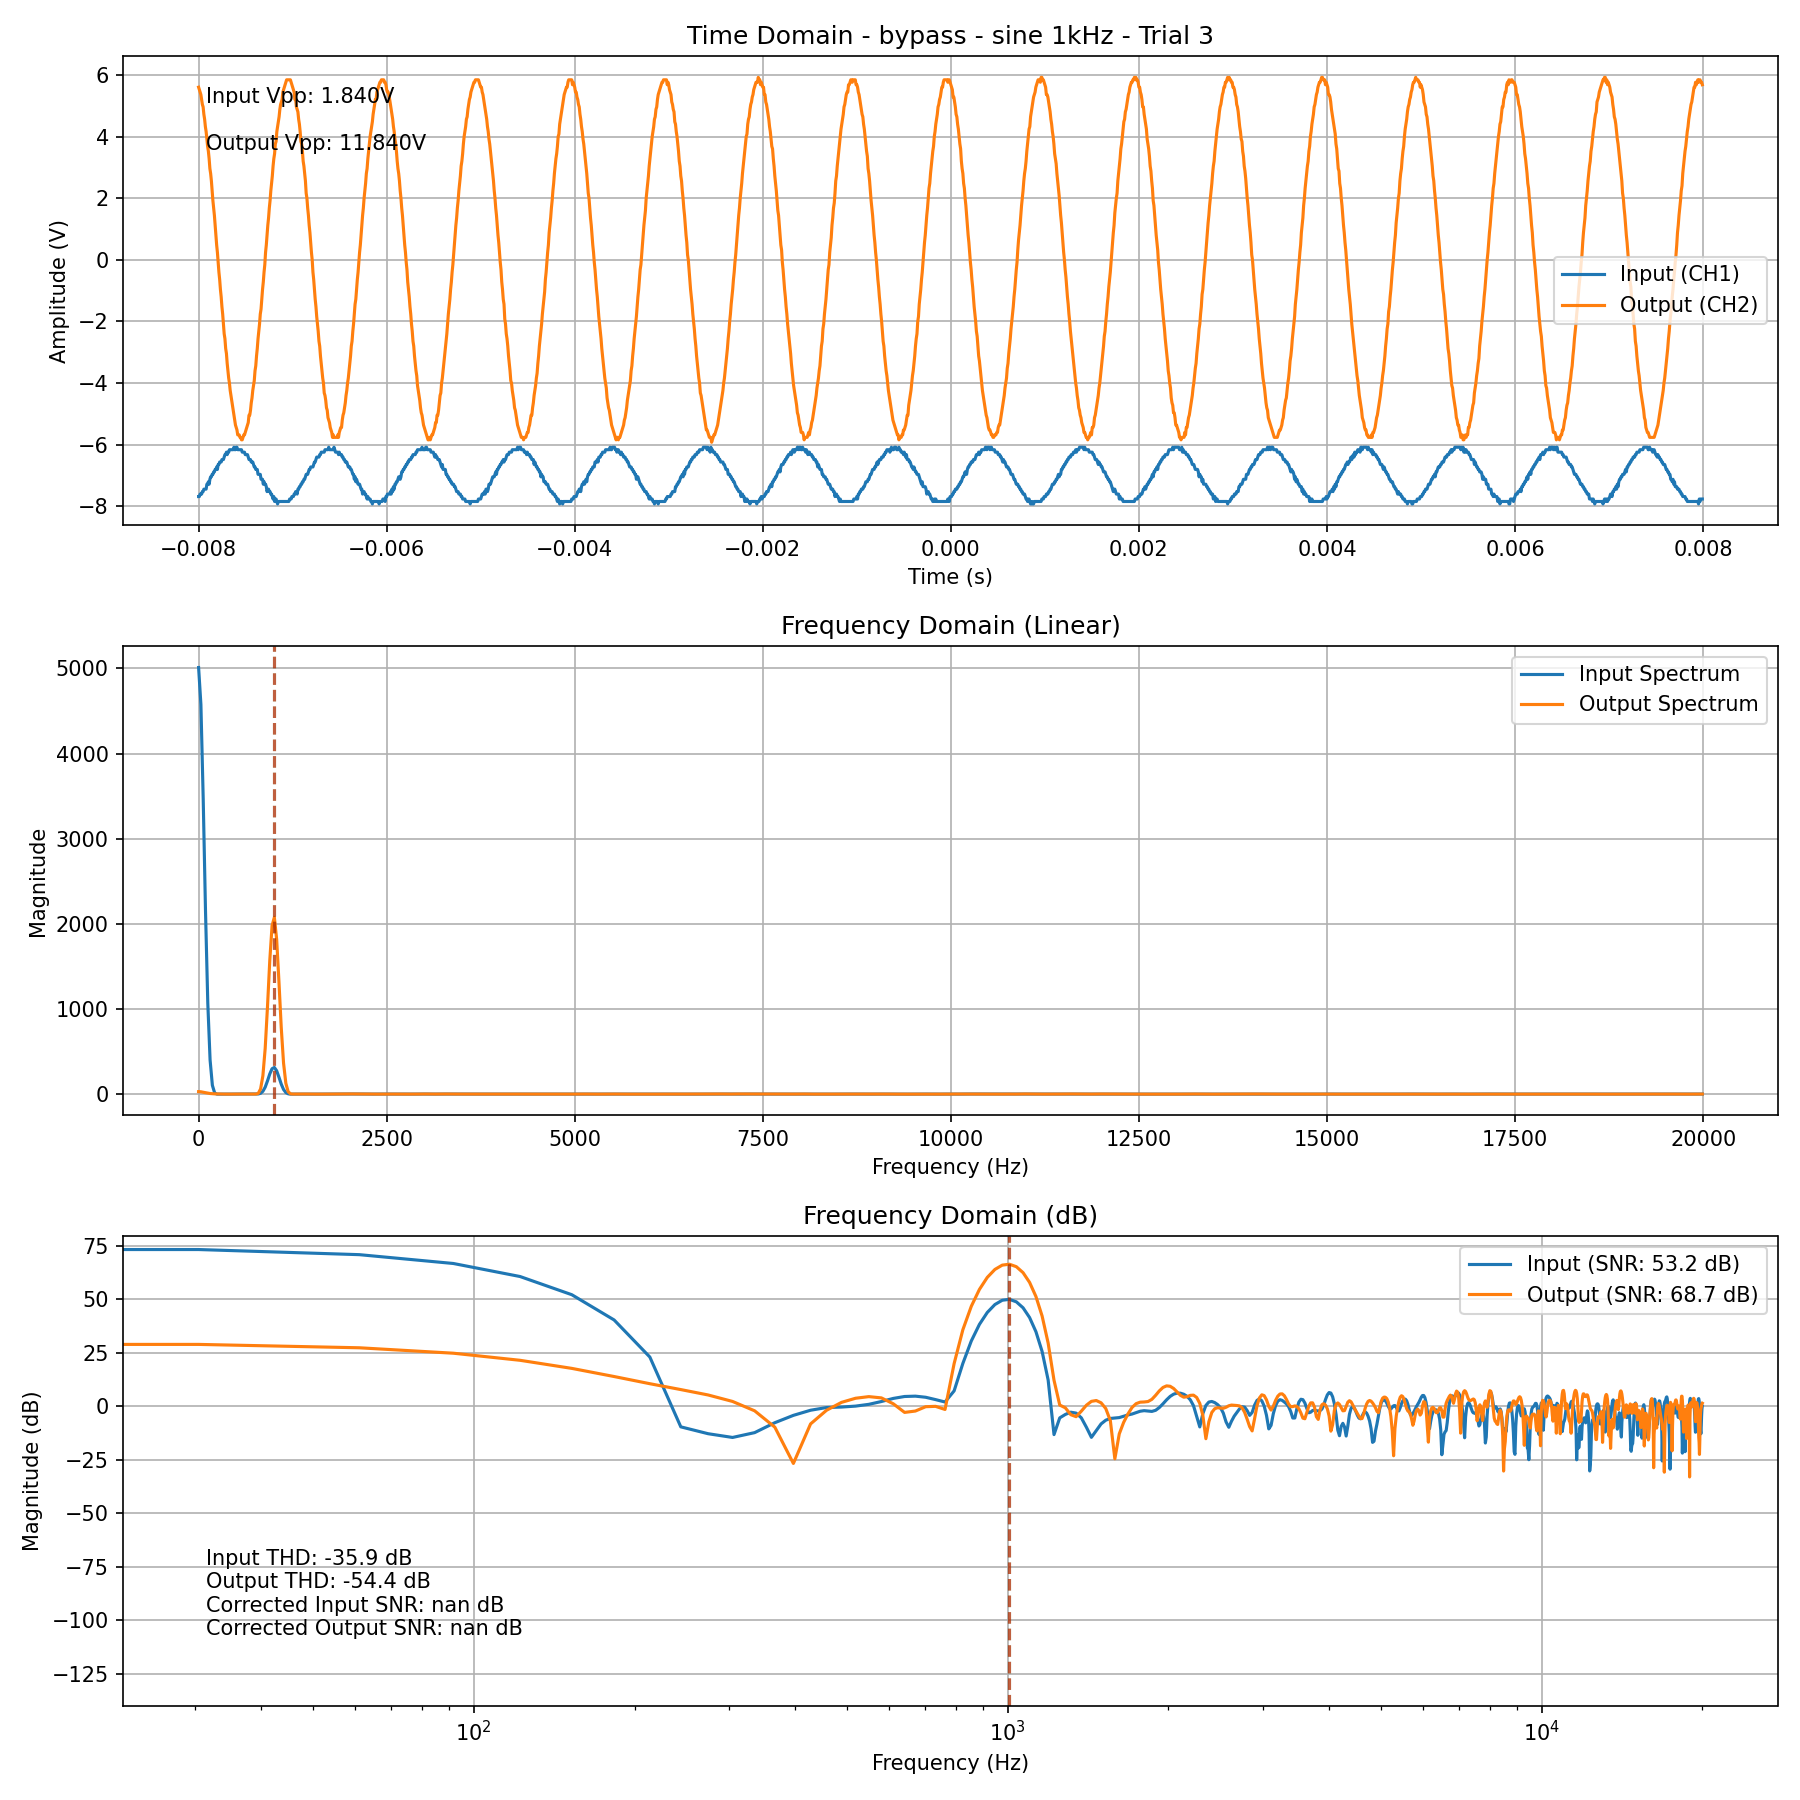 Time Domain - bypass - sine 1kHz - Trial 3
Input Vpp: 1.840V
Output Vpp: 11.840V
Input (CH1)
Output (CH2)
Amplitude (V)
6
4
2
0
−2
−4
−6
−8
−0.008 −0.006 −0.004 −0.002 0.000 0.002 0.004 0.006 0.008
Time (s)
Frequency Domain (Linear)
Input Spectrum
Output Spectrum
Magnitude
5000
4000
3000
2000
1000
0
0 2500 5000 7500 10000 12500 15000 17500 20000
Frequency (Hz)
Frequency Domain (dB)
Input (SNR: 53.2 dB)
Output (SNR: 68.7 dB)
Magnitude (dB)
75
50
25
0
−25
−50
−75
−100
−125
Input THD: -35.9 dB
Output THD: -54.4 dB
Corrected Input SNR: nan dB
Corrected Output SNR: nan dB
10² 10³ 10⁴
Frequency (Hz)